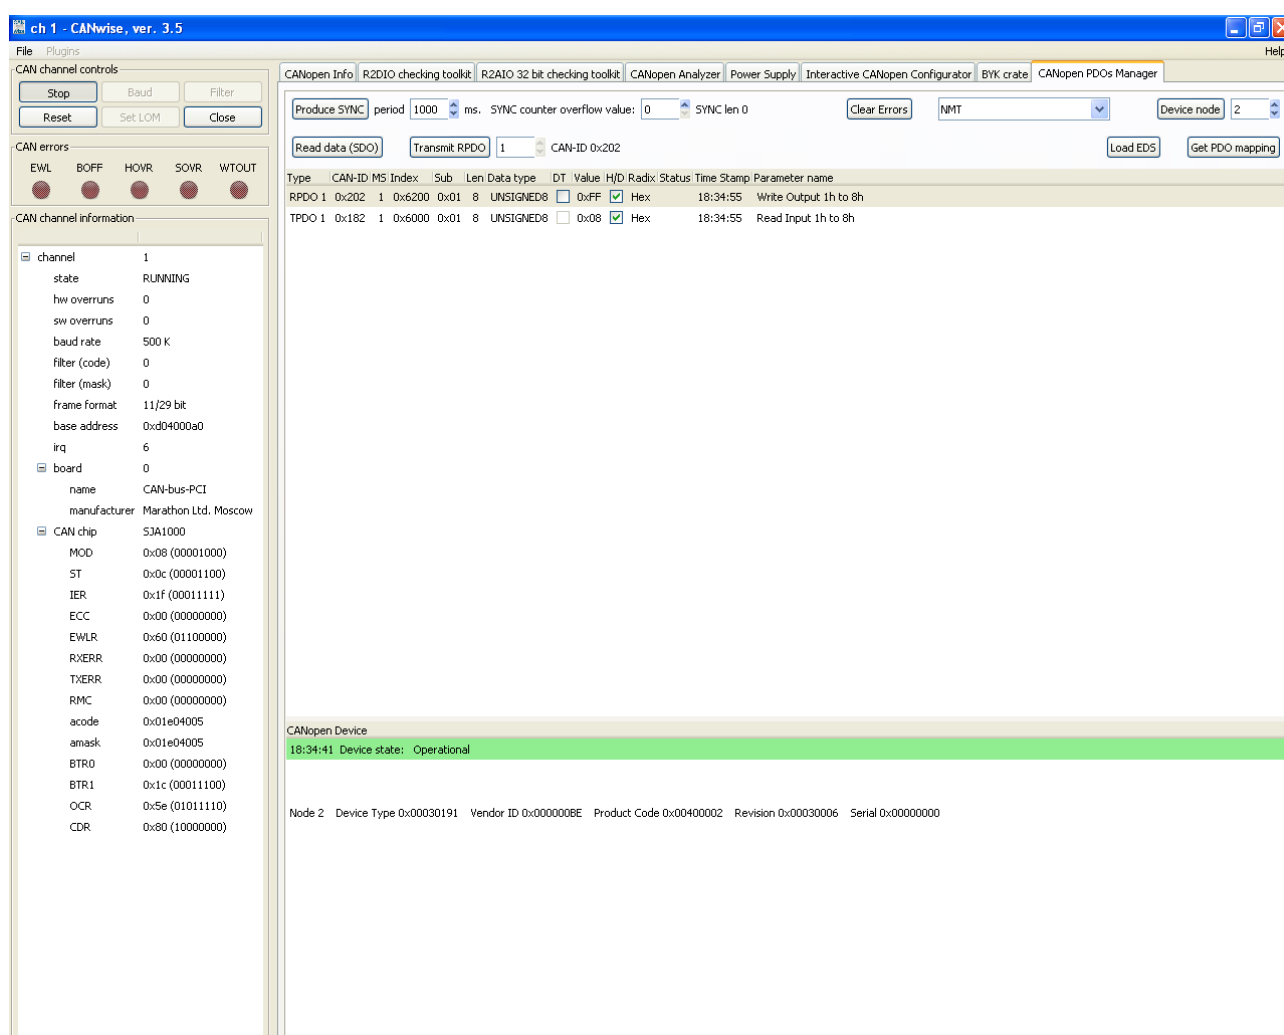 ch 1 - CANwise, ver. 3.5
File Plugins
CAN channel controls
Stop Baud Filter
Reset Set LOM Close
CAN errors
EWL BOFF HOVR SOVR WTOUT
CAN channel information
channel 1
state RUNNING
hw overruns 0
sw overruns 0
baud rate 500 K
filter (code) 0
filter (mask) 0
frame format 11/29 bit
base address 0xd04000a0
irq 6
board 0
name CAN-bus-PCI
manufacturer Marathon Ltd. Moscow
CAN chip SJA1000
MOD 0x08 (00001000)
ST 0x0c (00001100)
IER 0x1f (00011111)
ECC 0x00 (00000000)
EWLR 0x60 (01100000)
RXERR 0x00 (00000000)
TXERR 0x00 (00000000)
RMC 0x00 (00000000)
acode 0x01e04005
amask 0x01e04005
BTR0 0x00 (00000000)
BTR1 0x1c (00011100)
OCR 0x5e (01011110)
CDR 0x80 (10000000)
Help
CANopen Info R2DIO checking toolkit R2AIO 32 bit checking toolkit CANopen Analyzer Power Supply Interactive CANopen Configurator BYK crate CANopen PDOs Manager
Produce SYNC period 1000 ms. SYNC counter overflow value: 0 SYNC len 0 Clear Errors NMT Device node 2
Read data (SDO) Transmit RPDO 1 CAN-ID 0x202 Load EDS Get PDO mapping
Type CAN-ID MS Index Sub Len Data type DT Value H/D Radix Status Time Stamp Parameter name
RPDO 1 0x202 1 0x6200 0x01 8 UNSIGNED8 0xFF Hex 18:34:55 Write Output 1h to 8h
TPDO 1 0x182 1 0x6000 0x01 8 UNSIGNED8 0x08 Hex 18:34:55 Read Input 1h to 8h
CANopen Device
18:34:41 Device state: Operational
Node 2 Device Type 0x00030191 Vendor ID 0x000000BE Product Code 0x00400002 Revision 0x00030006 Serial 0x00000000